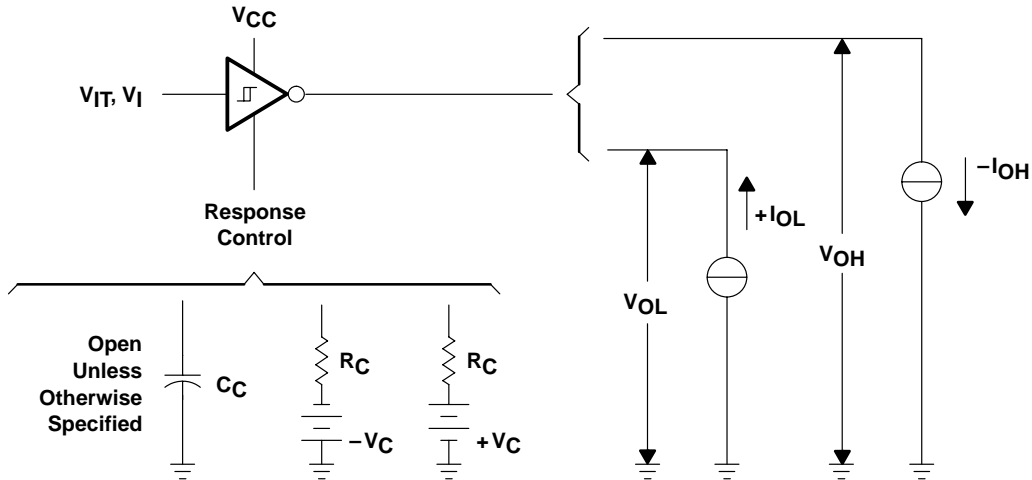 VCC
VIT, VI
Response
Control
–IOH
+IOL
VOH
VOL
Open
Unless
Otherwise
Specified
CC
RC
–VC
RC
+VC